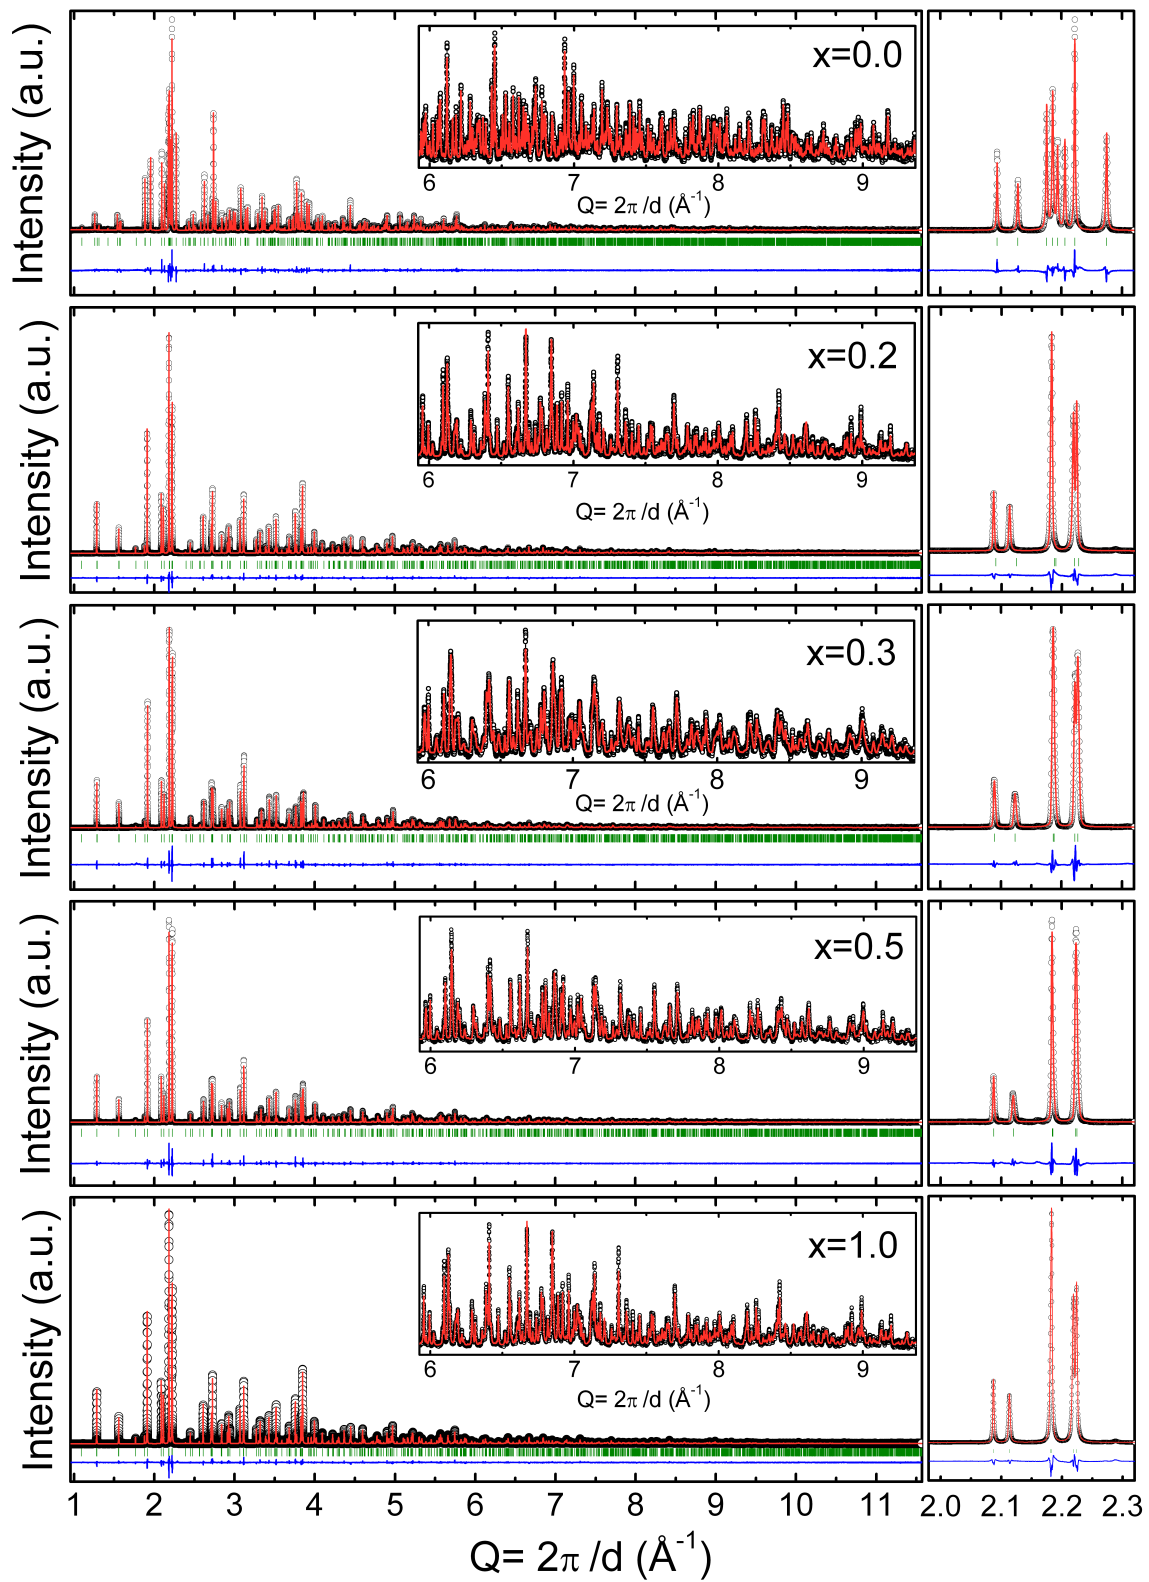 Intensity (a.u.)
x=0.0
6 7 8 9
Q= 2π /d (Å⁻¹)
Intensity (a.u.)
x=0.2
6 7 8 9
Q= 2π /d (Å⁻¹)
Intensity (a.u.)
x=0.3
6 7 8 9
Q= 2π /d (Å⁻¹)
Intensity (a.u.)
x=0.5
6 7 8 9
Intensity (a.u.)
x=1.0
6 7 8 9
Q= 2π /d (Å⁻¹)
1 2 3 4 5 6 7 8 9 10 11 2.0 2.1 2.2 2.3
Q= 2π /d (Å⁻¹)